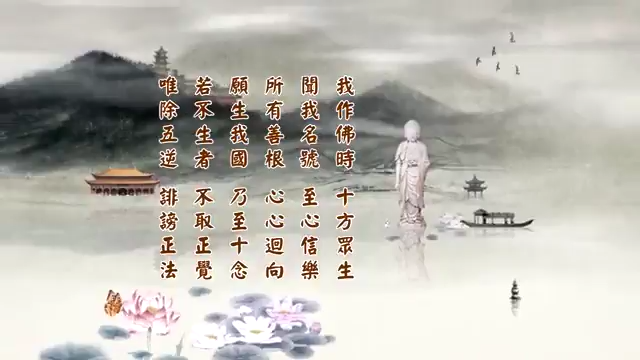 我作佛時 十方眾生
聞我名號 至心信樂
所有善根 心心迴向
願生我國 乃至十念
若不生者 不取正覺
唯除五逆 誹謗正法